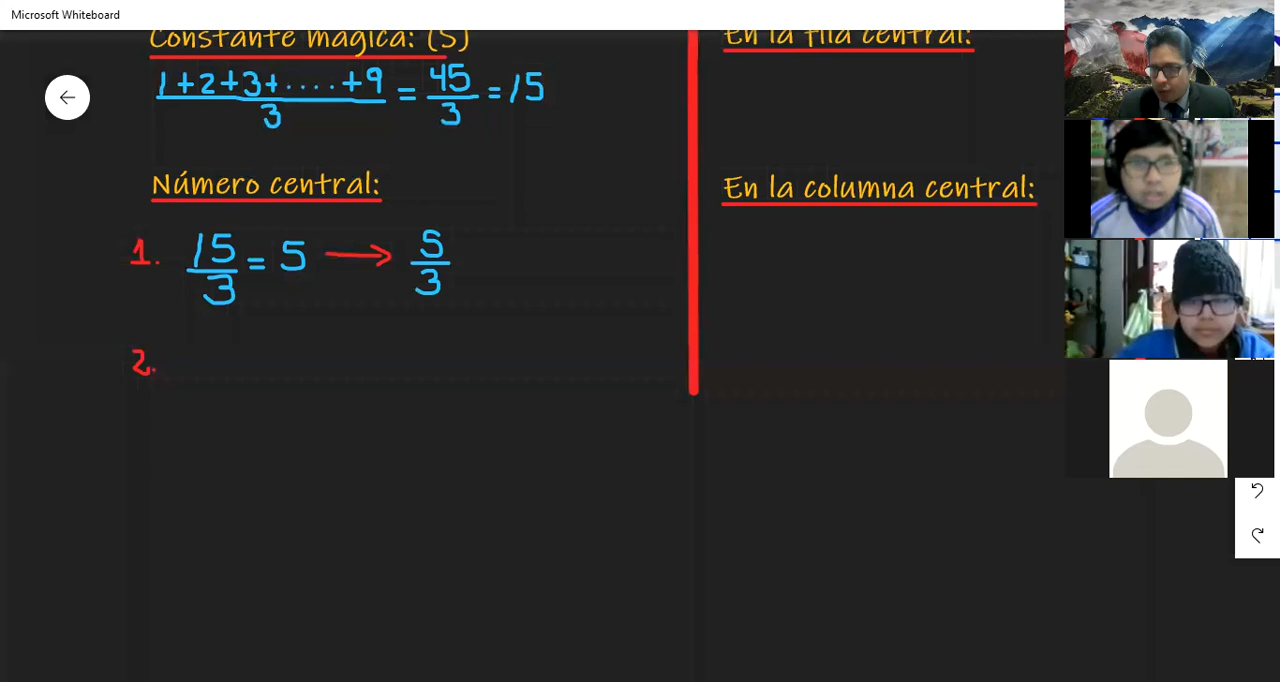 Microsoft Whiteboard
Constante mágica: (S)
1+2+3+.....+9 / 3 = 45/3 = 15
Número central:
1. 15/3 = 5 → S/3
2.
En la fila central:
En la columna central: